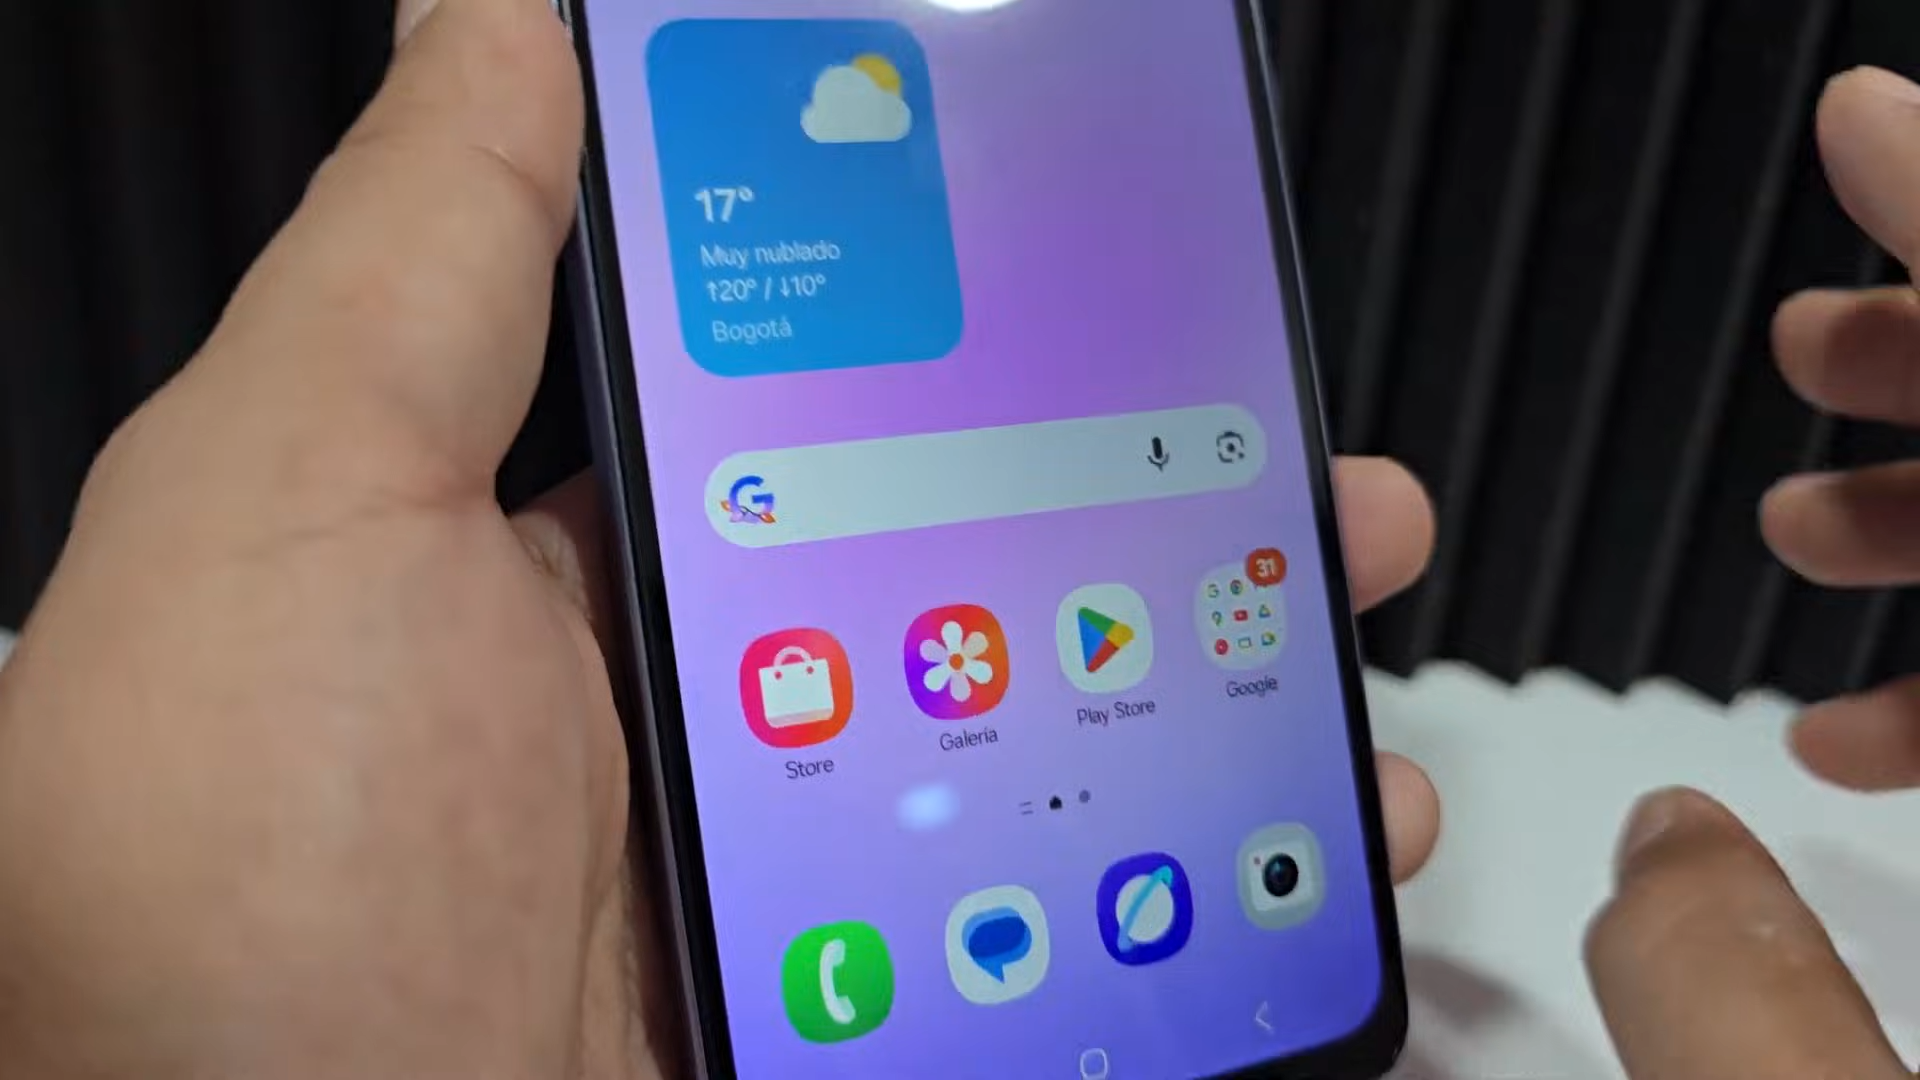 17°
Muy nublado
↑20° / ↓10°
Bogotá
G
31
Store
Galería
Play Store
Google